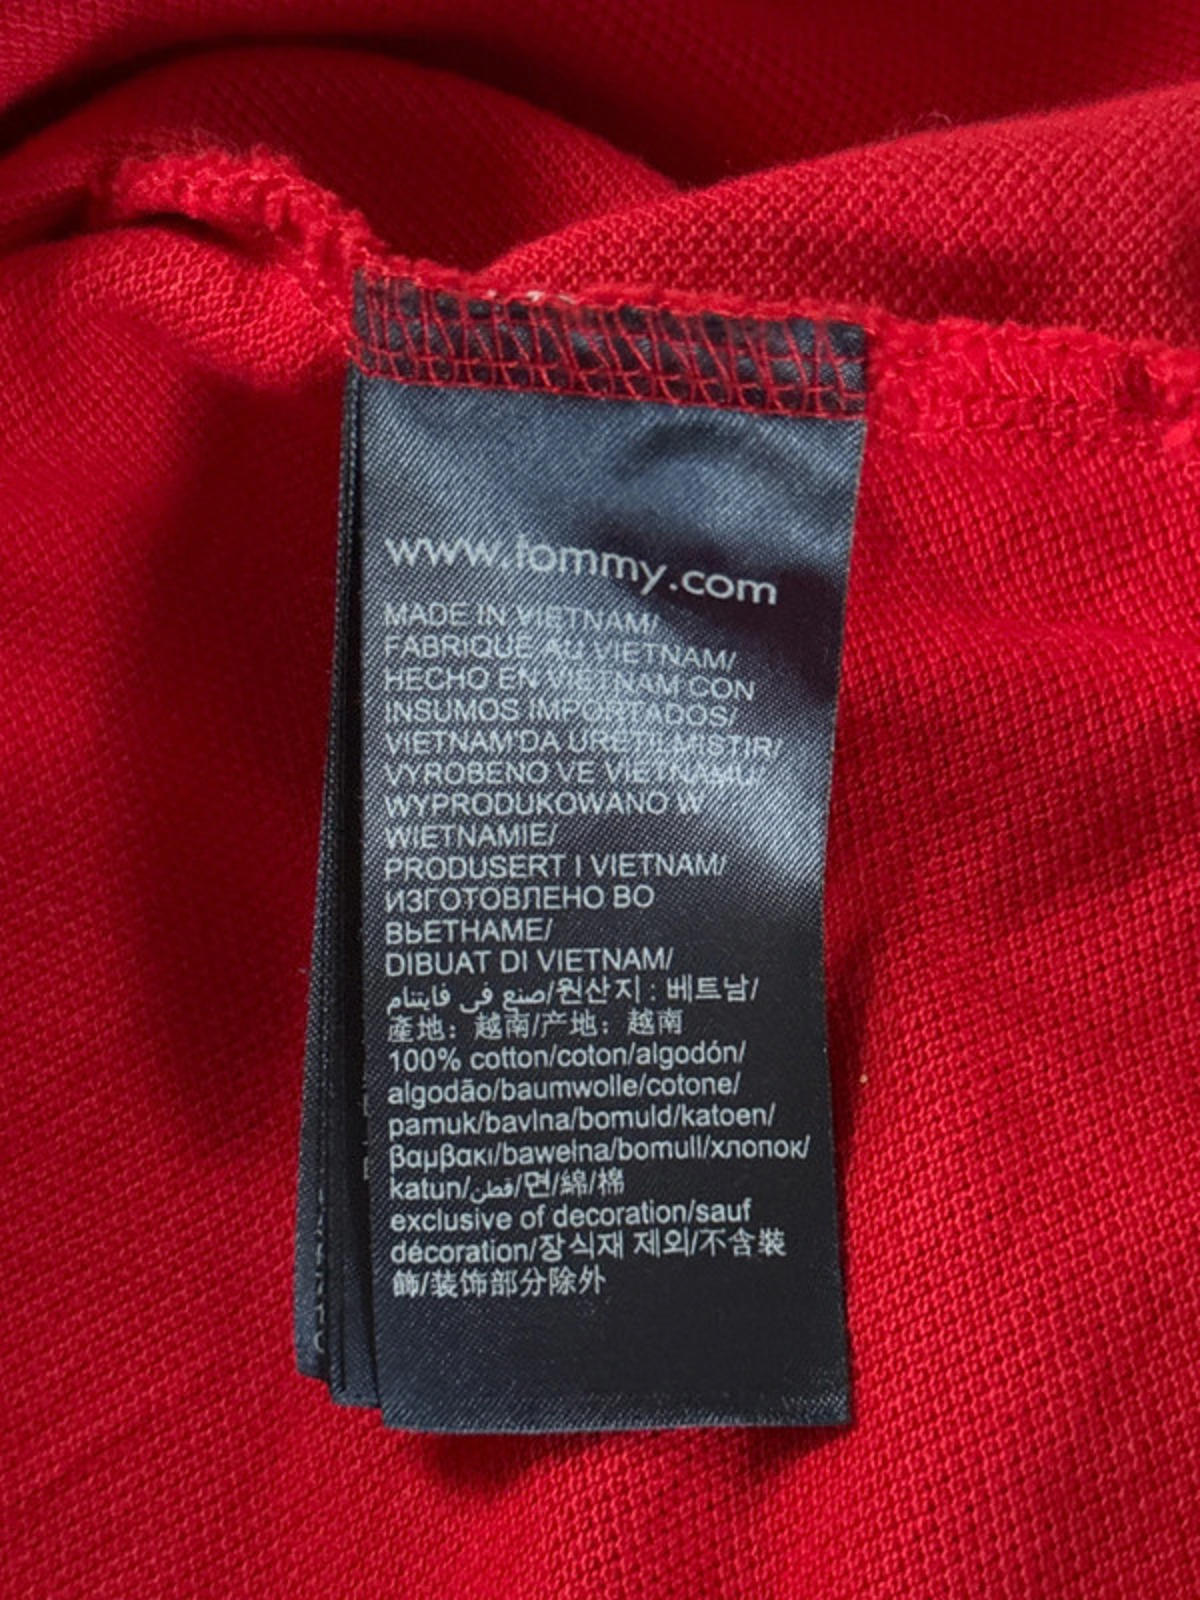 www.tommy.com
MADE IN VIETNAM/
FABRIQUÉ AU VIETNAM/
HECHO EN VIETNAM CON
INSUMOS IMPORTADOS/
VIETNAM'DA ÜRETILMISTIR/
VYROBENO VE VIETNAMU/
WYPRODUKOWANO W
WIETNAMIE/
PRODUSERT I VIETNAM/
ИЗГОТОВЛЕНО ВО
ВЬЕТНАМЕ/
DIBUAT DI VIETNAM/
صنع في فايتنام/원산지 : 베트남/
產地：越南/产地：越南
100% cotton/coton/algodón/
algodão/baumwolle/cotone/
pamuk/bavlna/bomuld/katoen/
βαμβακι/bawełna/bomull/хлопок/
katun/قطن/면/綿/棉
exclusive of decoration/sauf
décoration/장식재 제외/不含裝
飾/装饰部分除外